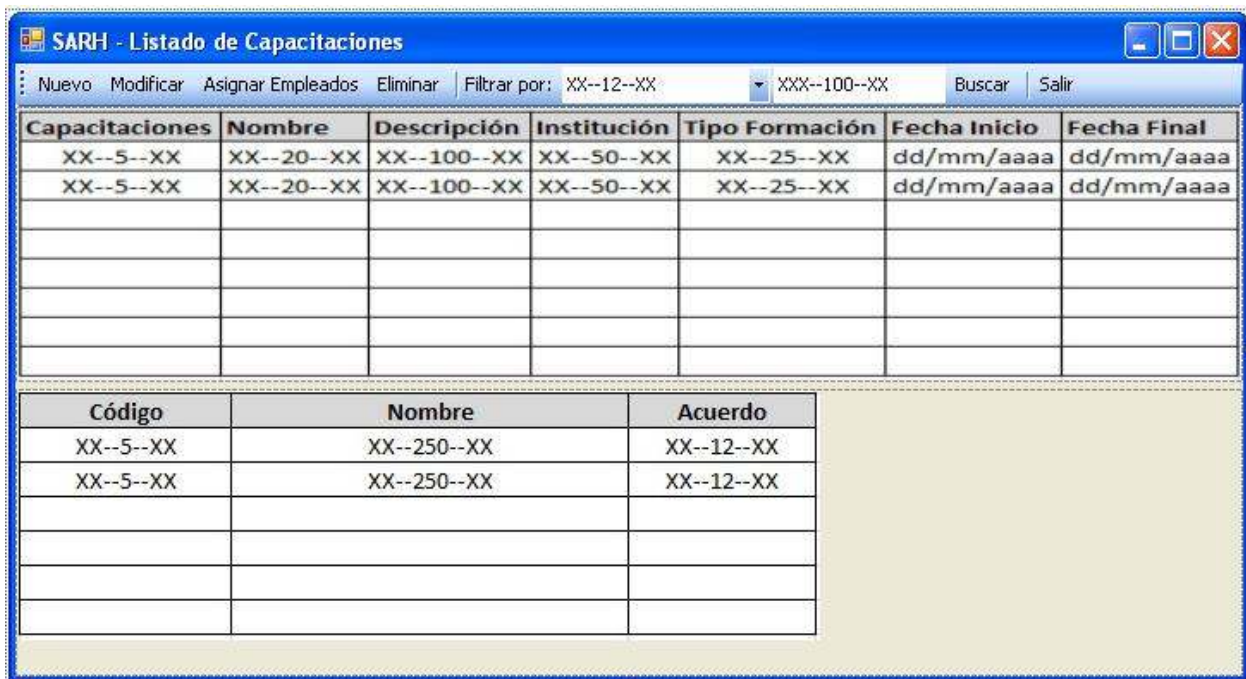 SARH - Listado de Capacitaciones
Nuevo Modificar Asignar Empleados Eliminar Filtrar por: XX--12--XX XXX--100--XX Buscar Salir
Capacitaciones Nombre Descripción Institución Tipo Formación Fecha Inicio Fecha Final
XX--5--XX XX--20--XX XX--100--XX XX--50--XX XX--25--XX dd/mm/aaaa dd/mm/aaaa
XX--5--XX XX--20--XX XX--100--XX XX--50--XX XX--25--XX dd/mm/aaaa dd/mm/aaaa
Código Nombre Acuerdo
XX--5--XX XX--250--XX XX--12--XX
XX--5--XX XX--250--XX XX--12--XX